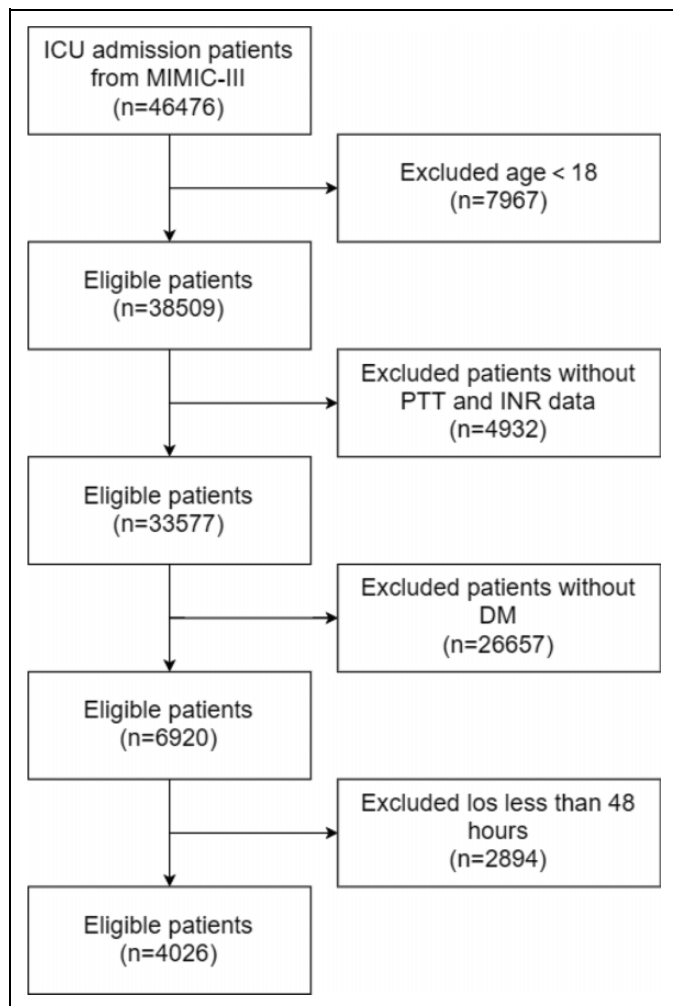 ICU admission patients
from MIMIC-III
(n=46476)
Excluded age < 18
(n=7967)
Eligible patients
(n=38509)
Excluded patients without
PTT and INR data
(n=4932)
Eligible patients
(n=33577)
Excluded patients without
DM
(n=26657)
Eligible patients
(n=6920)
Excluded los less than 48
hours
(n=2894)
Eligible patients
(n=4026)